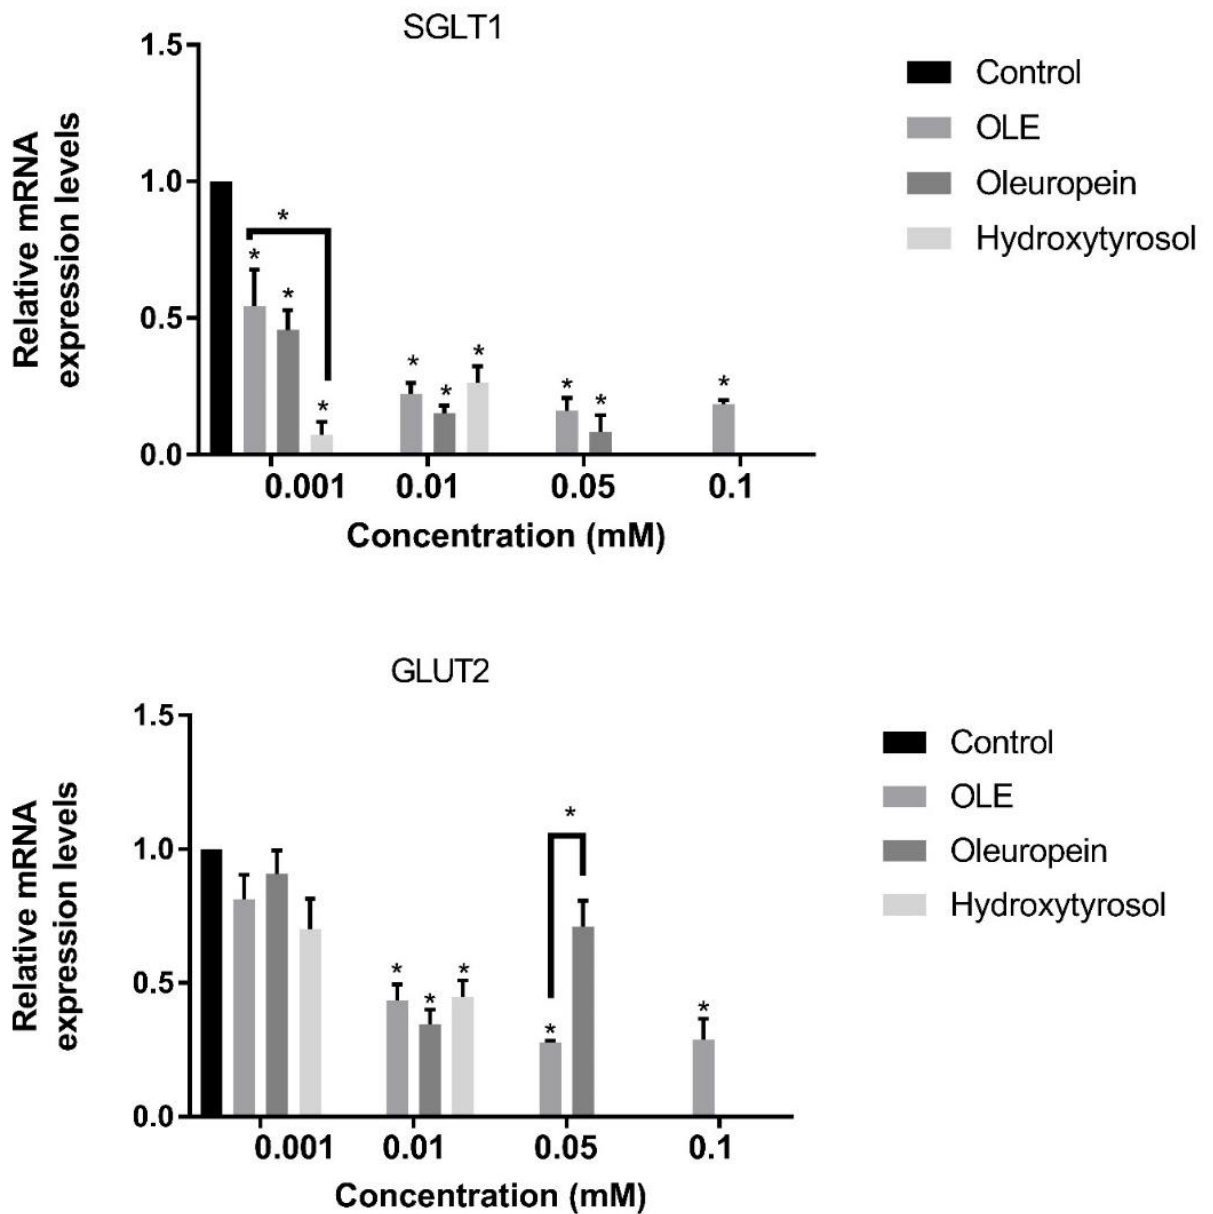 SGLT1
1.5
1.0
0.5
0.0
Relative mRNA
expression levels
*
*
*
*
*
*
*
*
*
*
0.001
0.01
0.05
0.1
Concentration (mM)
Control
OLE
Oleuropein
Hydroxytyrosol
GLUT2
1.5
1.0
0.5
0.0
Relative mRNA
expression levels
*
*
*
*
*
*
0.001
0.01
0.05
0.1
Concentration (mM)
Control
OLE
Oleuropein
Hydroxytyrosol